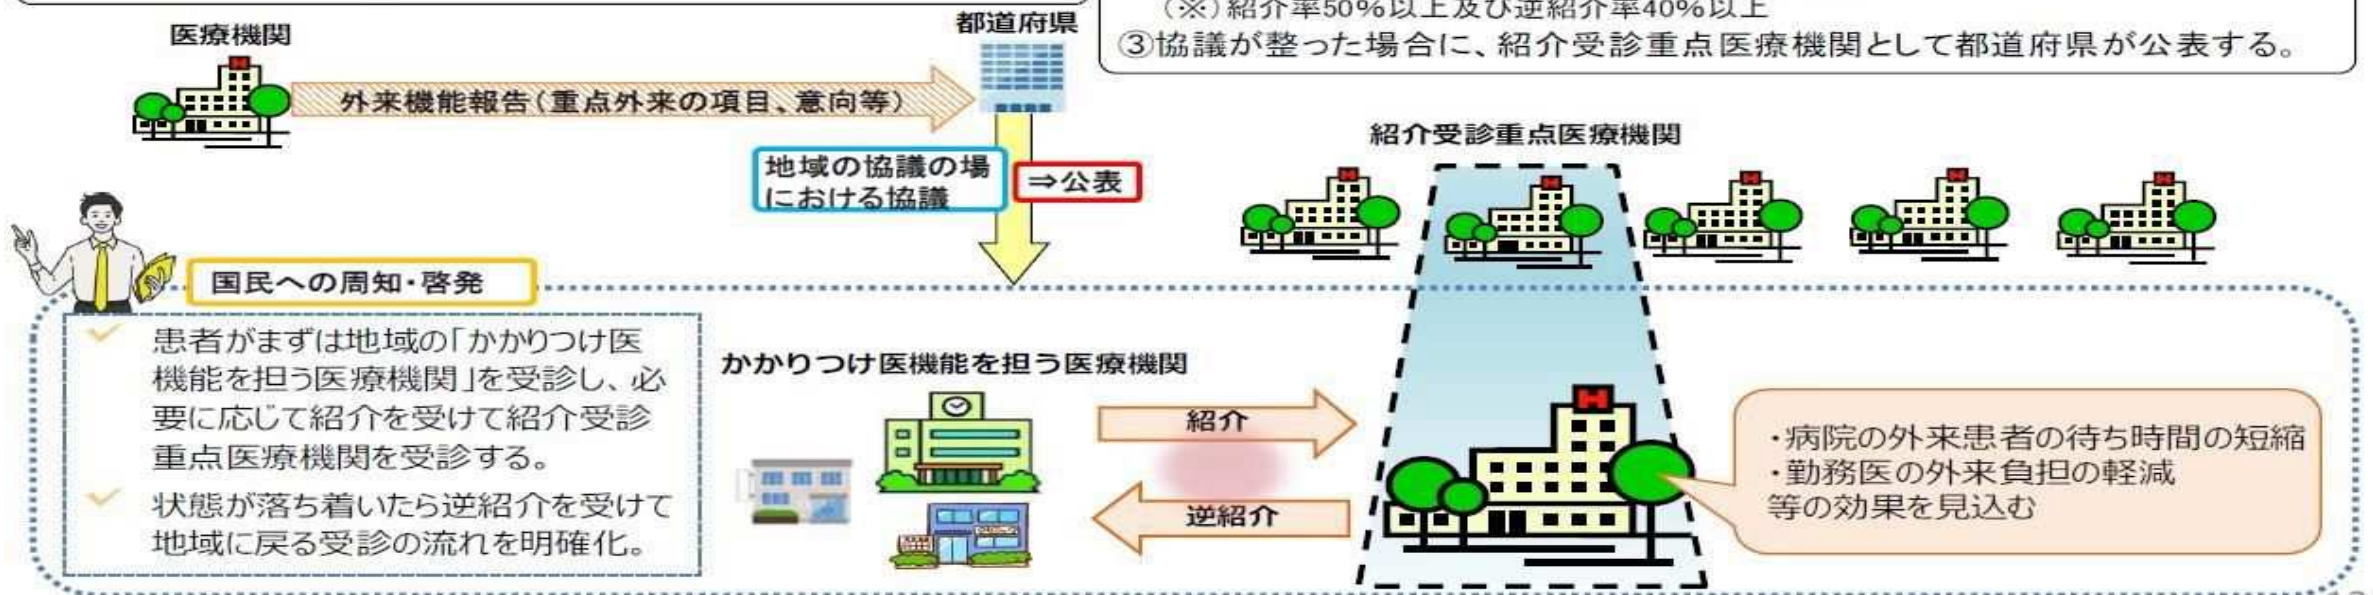 (※)紹介率50%以上及び逆紹介率40%以上
③協議が整った場合に、紹介受診重点医療機関として都道府県が公表する。
医療機関
都道府県
外来機能報告(重点外来の項目、意向等)
地域の協議の場
における協議
⇒公表
紹介受診重点医療機関
H
H
H
H
H
H
国民への周知・啓発
患者がまずは地域の「かかりつけ医
機能を担う医療機関」を受診し、必
要に応じて紹介を受けて紹介受診
重点医療機関を受診する。
状態が落ち着いたら逆紹介を受けて
地域に戻る受診の流れを明確化。
かかりつけ医機能を担う医療機関
紹介
逆紹介
H
・病院の外来患者の待ち時間の短縮
・勤務医の外来負担の軽減
等の効果を見込む